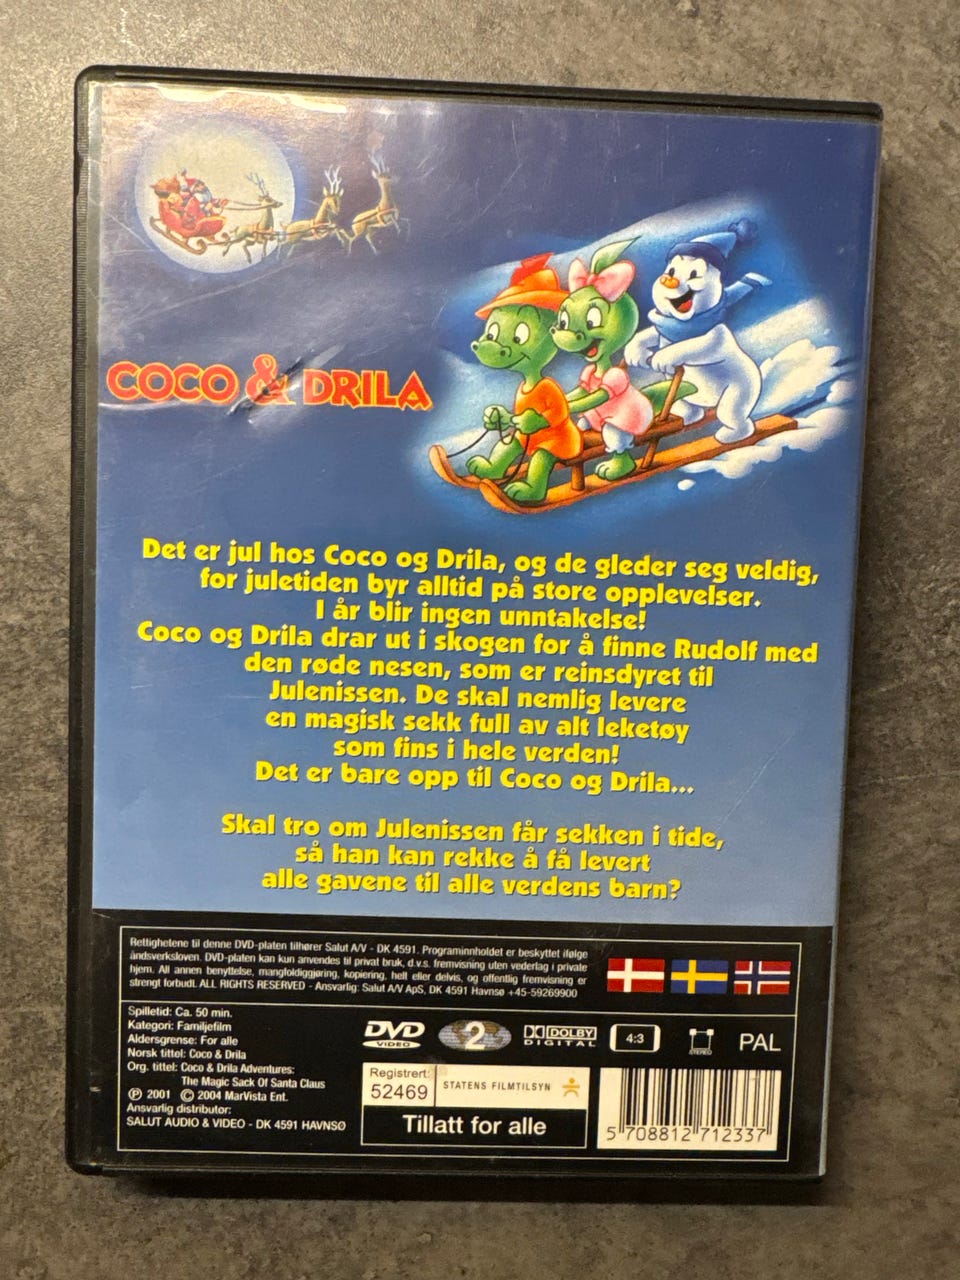 COCO & DRILA
Det er jul hos Coco og Drila, og de gleder seg veldig,
for juletiden byr alltid på store opplevelser.
I år blir ingen unntakelse!
Coco og Drila drar ut i skogen for å finne Rudolf med
den røde nesen, som er reinsdyret til
Julenissen. De skal nemlig levere
en magisk sekk full av alt leketøy
som fins i hele verden!
Det er bare opp til Coco og Drila...
Skal tro om Julenissen får sekken i tide,
så han kan rekke å få levert
alle gavene til alle verdens barn?
Rettighetene til denne DVD-platen tilhører Salut A/V - DK 4591. Programinnholdet er beskyttet ifølge
åndsverksloven. DVD-platen kan kun anvendes til privat bruk, d.v.s. fremvisning uten vederlag i private
hjem. All annen benyttelse, mangfoldiggjøring, kopiering, helt eller delvis, og offentlig fremvisning er
strengt forbudt. ALL RIGHTS RESERVED - Ansvarlig: Salut A/V ApS, DK 4591 Havnsø +45-59269900
Spilletid: Ca. 50 min.
Kategori: Familjefilm
Aldersgrense: For alle
Norsk tittel: Coco & Drila
Org. tittel: Coco & Drila Adventures:
The Magic Sack Of Santa Claus
℗ 2001 © 2004 MarVista Ent.
Ansvarlig distributor:
SALUT AUDIO & VIDEO - DK 4591 HAVNSØ
DVD
VIDEO
2
DOLBY
DIGITAL
4:3
STEREO
PAL
Registrert:
52469
STATENS FILMTILSYN
Tillatt for alle
5 708812 712337